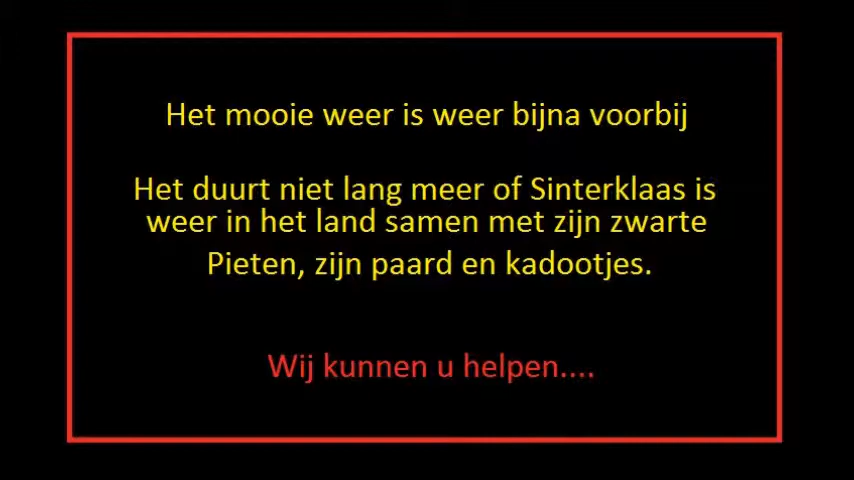 Het mooie weer is weer bijna voorbij
Het duurt niet lang meer of Sinterklaas is
weer in het land samen met zijn zwarte
Pieten, zijn paard en kadootjes.
Wij kunnen u helpen....